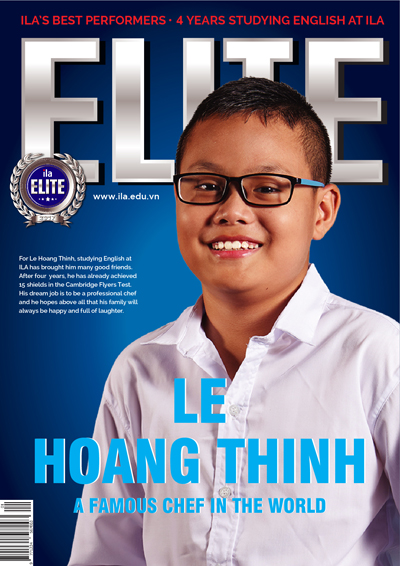 ILA'S BEST PERFORMERS • 4 YEARS STUDYING ENGLISH AT ILA
ELITE
ila
ELITE
www.ila.edu.vn
For Le Hoang Thinh, studying English at
ILA has brought him many good friends.
After four years, he has already achieved
15 shields in the Cambridge Flyers Test.
His dream job is to be a professional chef
and he hopes above all that his family will
always be happy and full of laughter.
LE
HOANG THINH
A FAMOUS CHEF IN THE WORLD